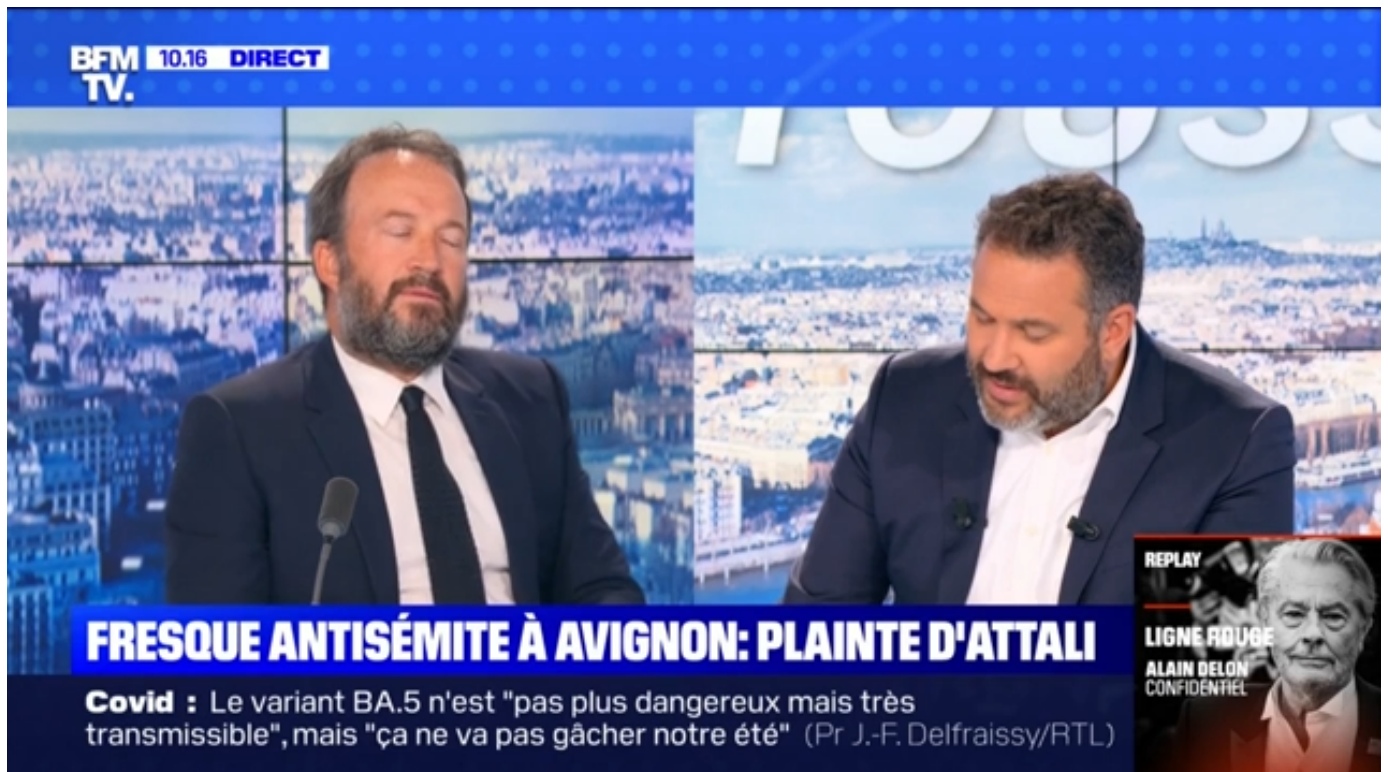 BFM
TV.
10.16 DIRECT
FRESQUE ANTISÉMITE À AVIGNON: PLAINTE D'ATTALI
Covid : Le variant BA.5 n'est "pas plus dangereux mais très
transmissible", mais "ça ne va pas gâcher notre été" (Pr J.-F. Delfraissy/RTL)
REPLAY
LIGNE ROUGE
ALAIN DELON
CONFIDENTIEL